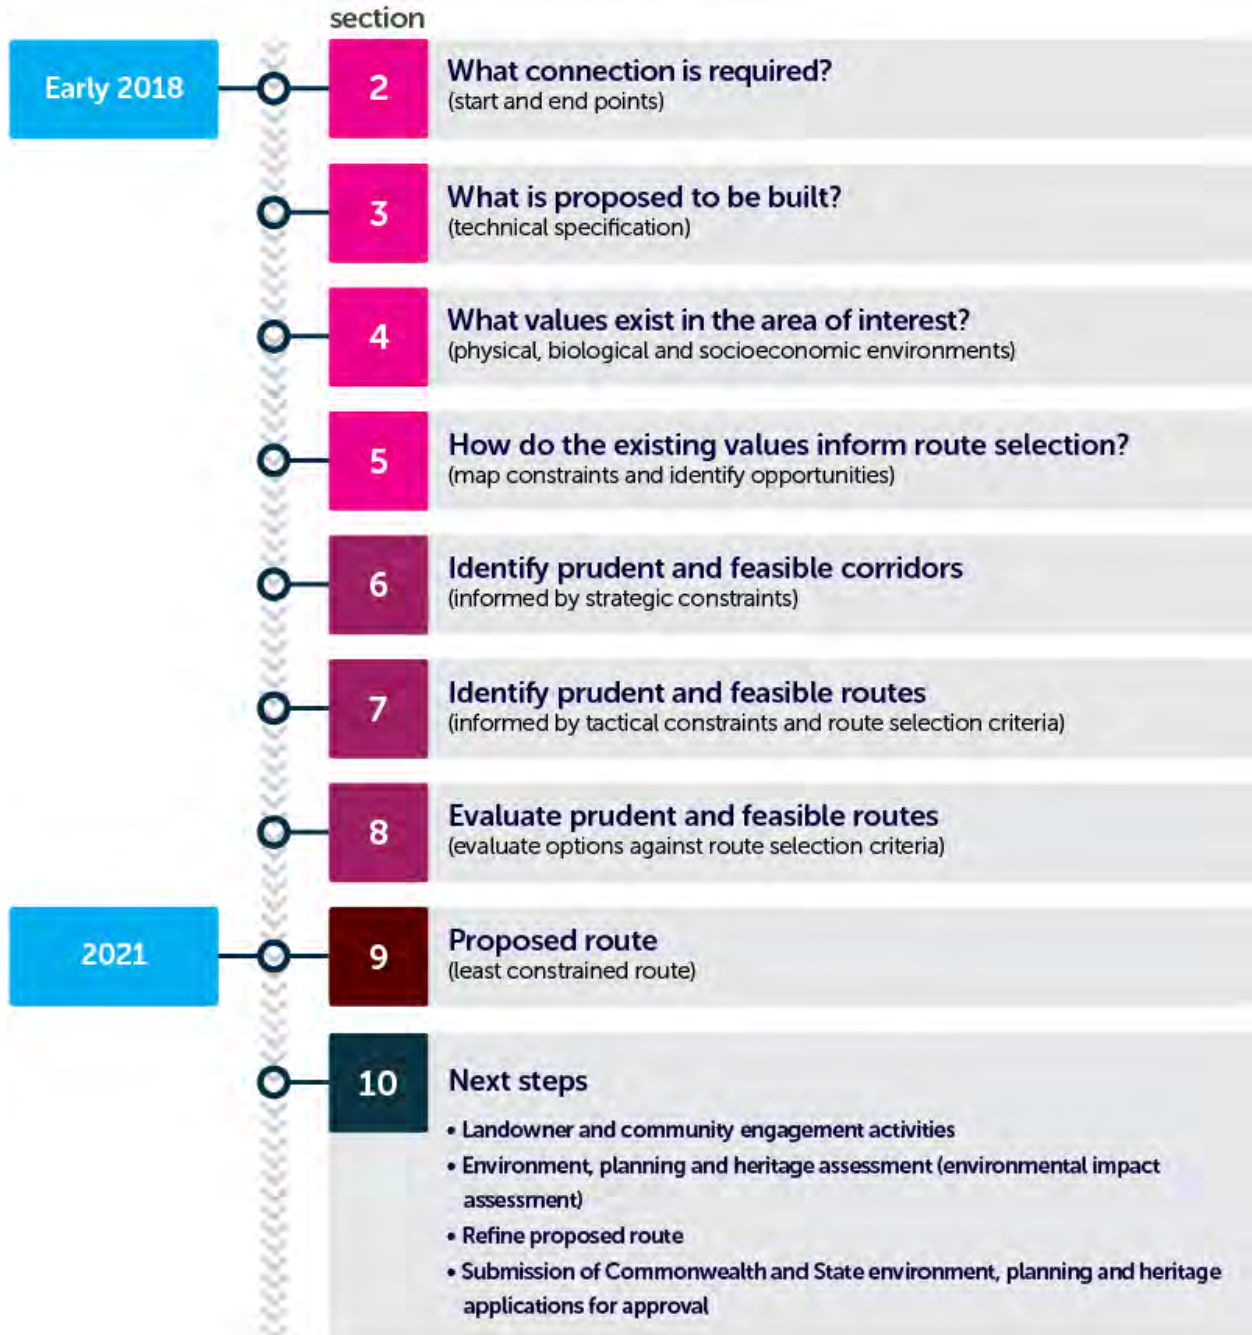 section
Early 2018
2
What connection is required?
(start and end points)
3
What is proposed to be built?
(technical specification)
4
What values exist in the area of interest?
(physical, biological and socioeconomic environments)
5
How do the existing values inform route selection?
(map constraints and identify opportunities)
6
Identify prudent and feasible corridors
(informed by strategic constraints)
7
Identify prudent and feasible routes
(informed by tactical constraints and route selection criteria)
8
Evaluate prudent and feasible routes
(evaluate options against route selection criteria)
2021
9
Proposed route
(least constrained route)
10
Next steps
• Landowner and community engagement activities
• Environment, planning and heritage assessment (environmental impact
assessment)
• Refine proposed route
• Submission of Commonwealth and State environment, planning and heritage
applications for approval